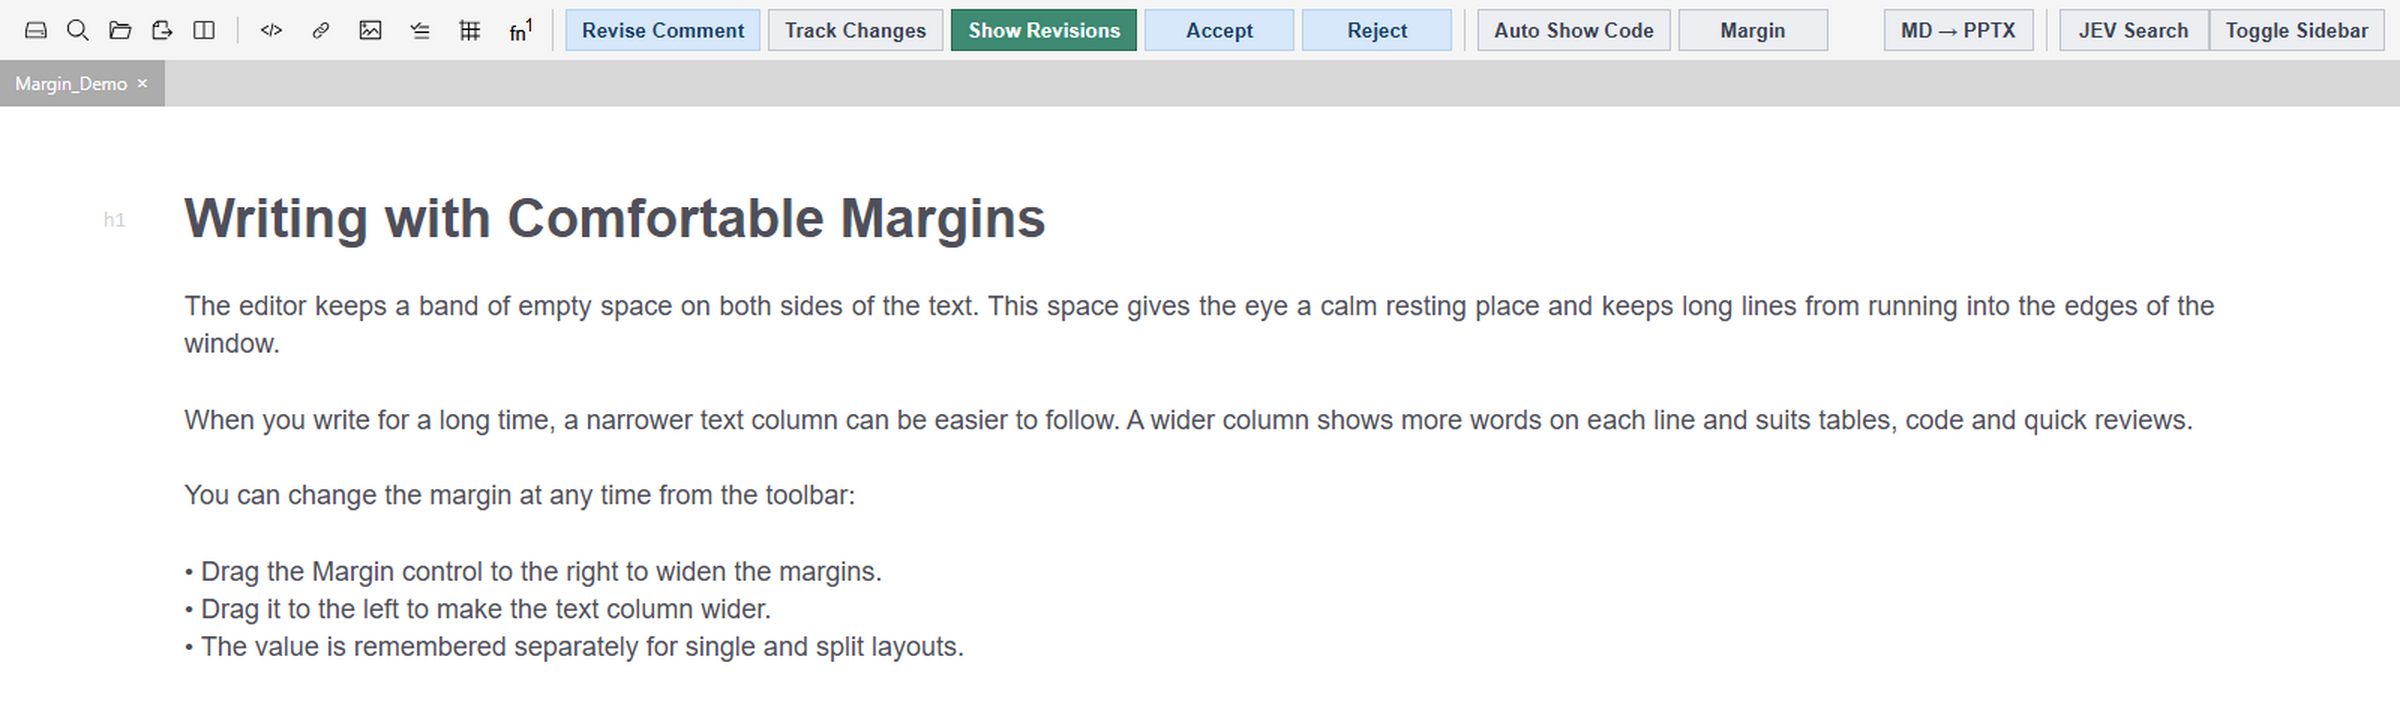 </> fn1 Revise Comment Track Changes Show Revisions Accept Reject Auto Show Code Margin MD → PPTX JEV Search Toggle Sidebar
Margin_Demo ×
h1 Writing with Comfortable Margins
The editor keeps a band of empty space on both sides of the text. This space gives the eye a calm resting place and keeps long lines from running into the edges of the
window.
When you write for a long time, a narrower text column can be easier to follow. A wider column shows more words on each line and suits tables, code and quick reviews.
You can change the margin at any time from the toolbar:
• Drag the Margin control to the right to widen the margins.
• Drag it to the left to make the text column wider.
• The value is remembered separately for single and split layouts.